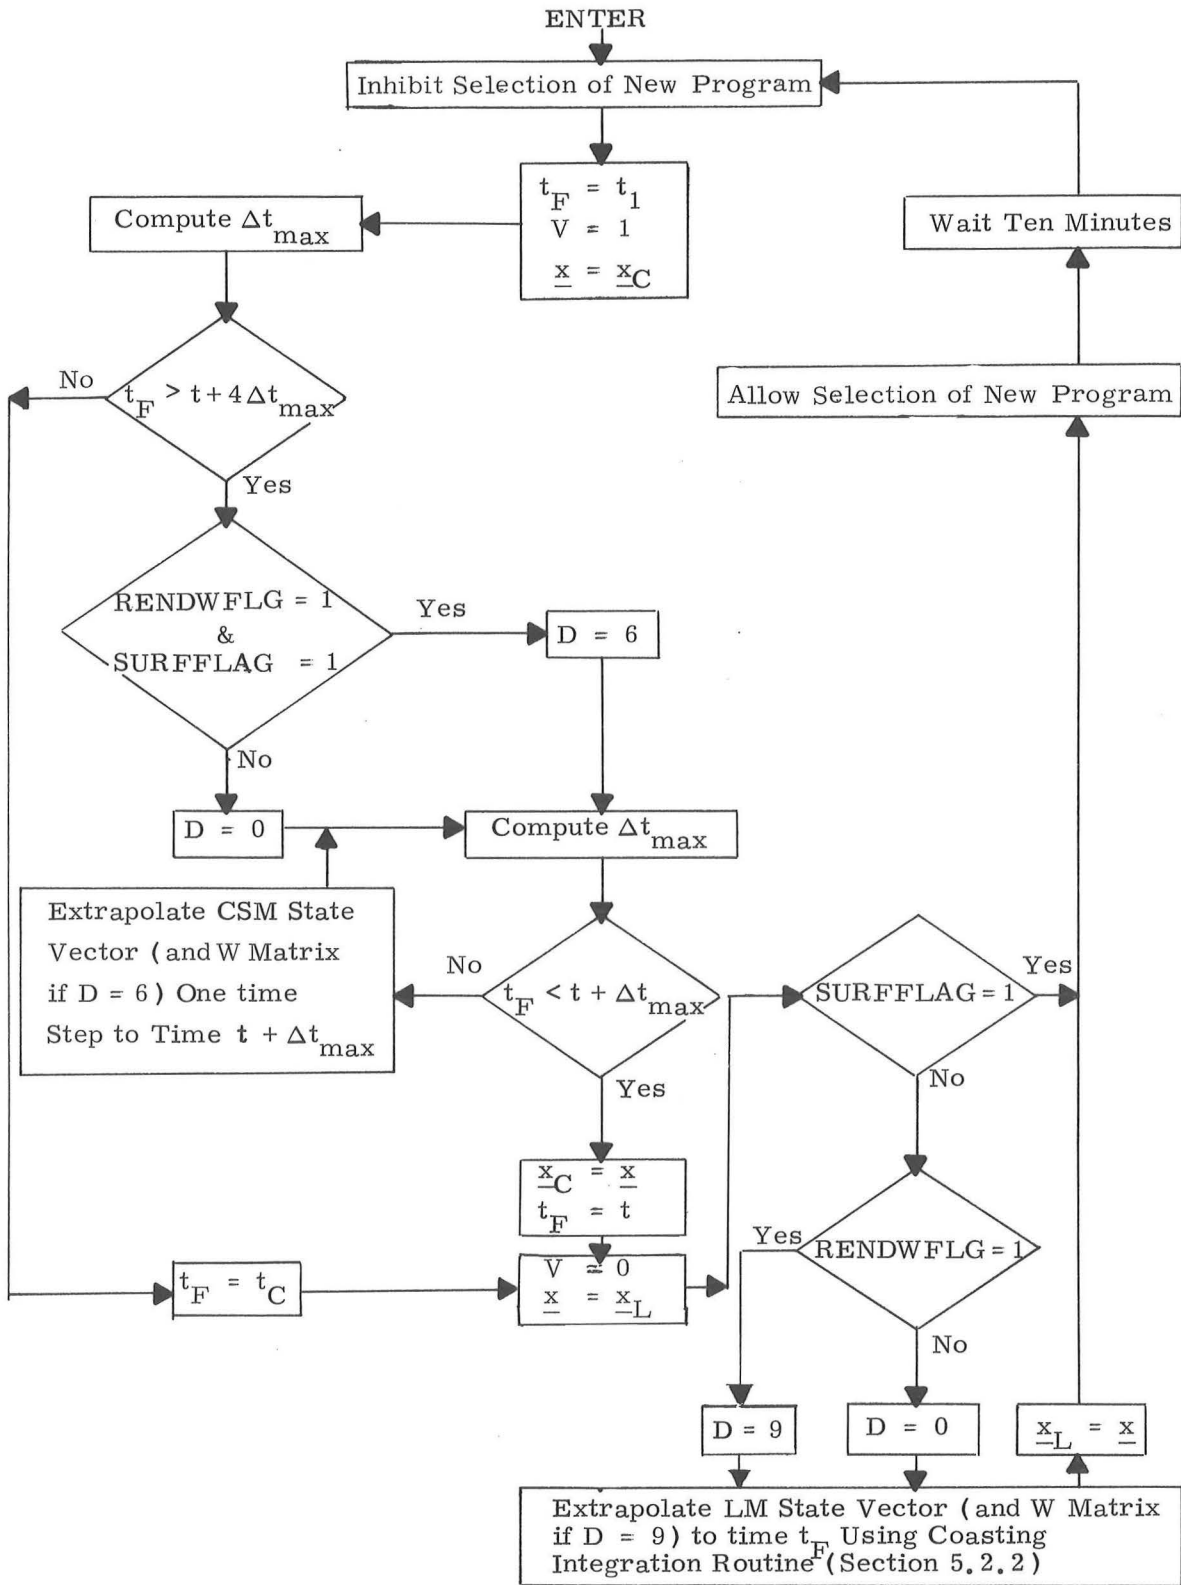 ENTER
Inhibit Selection of New Program
t_F = t_1
V = 1
x = x_C
Compute Δt_max
Wait Ten Minutes
No
t_F > t + 4 Δt_max
Allow Selection of New Program
Yes
RENDWFLG = 1
&
SURFFLAG = 1
Yes
D = 6
No
D = 0
Compute Δt_max
Extrapolate CSM State
Vector (and W Matrix
if D = 6) One time
Step to Time t + Δt_max
No
t_F < t + Δt_max
Yes
SURFFLAG = 1
Yes
No
x_C = x
t_F = t
Yes
RENDWFLG = 1
No
t_F = t_C
V = 0
x = x_L
D = 9
D = 0
x_L = x
Extrapolate LM State Vector (and W Matrix
if D = 9) to time t_F Using Coasting
Integration Routine (Section 5.2.2)